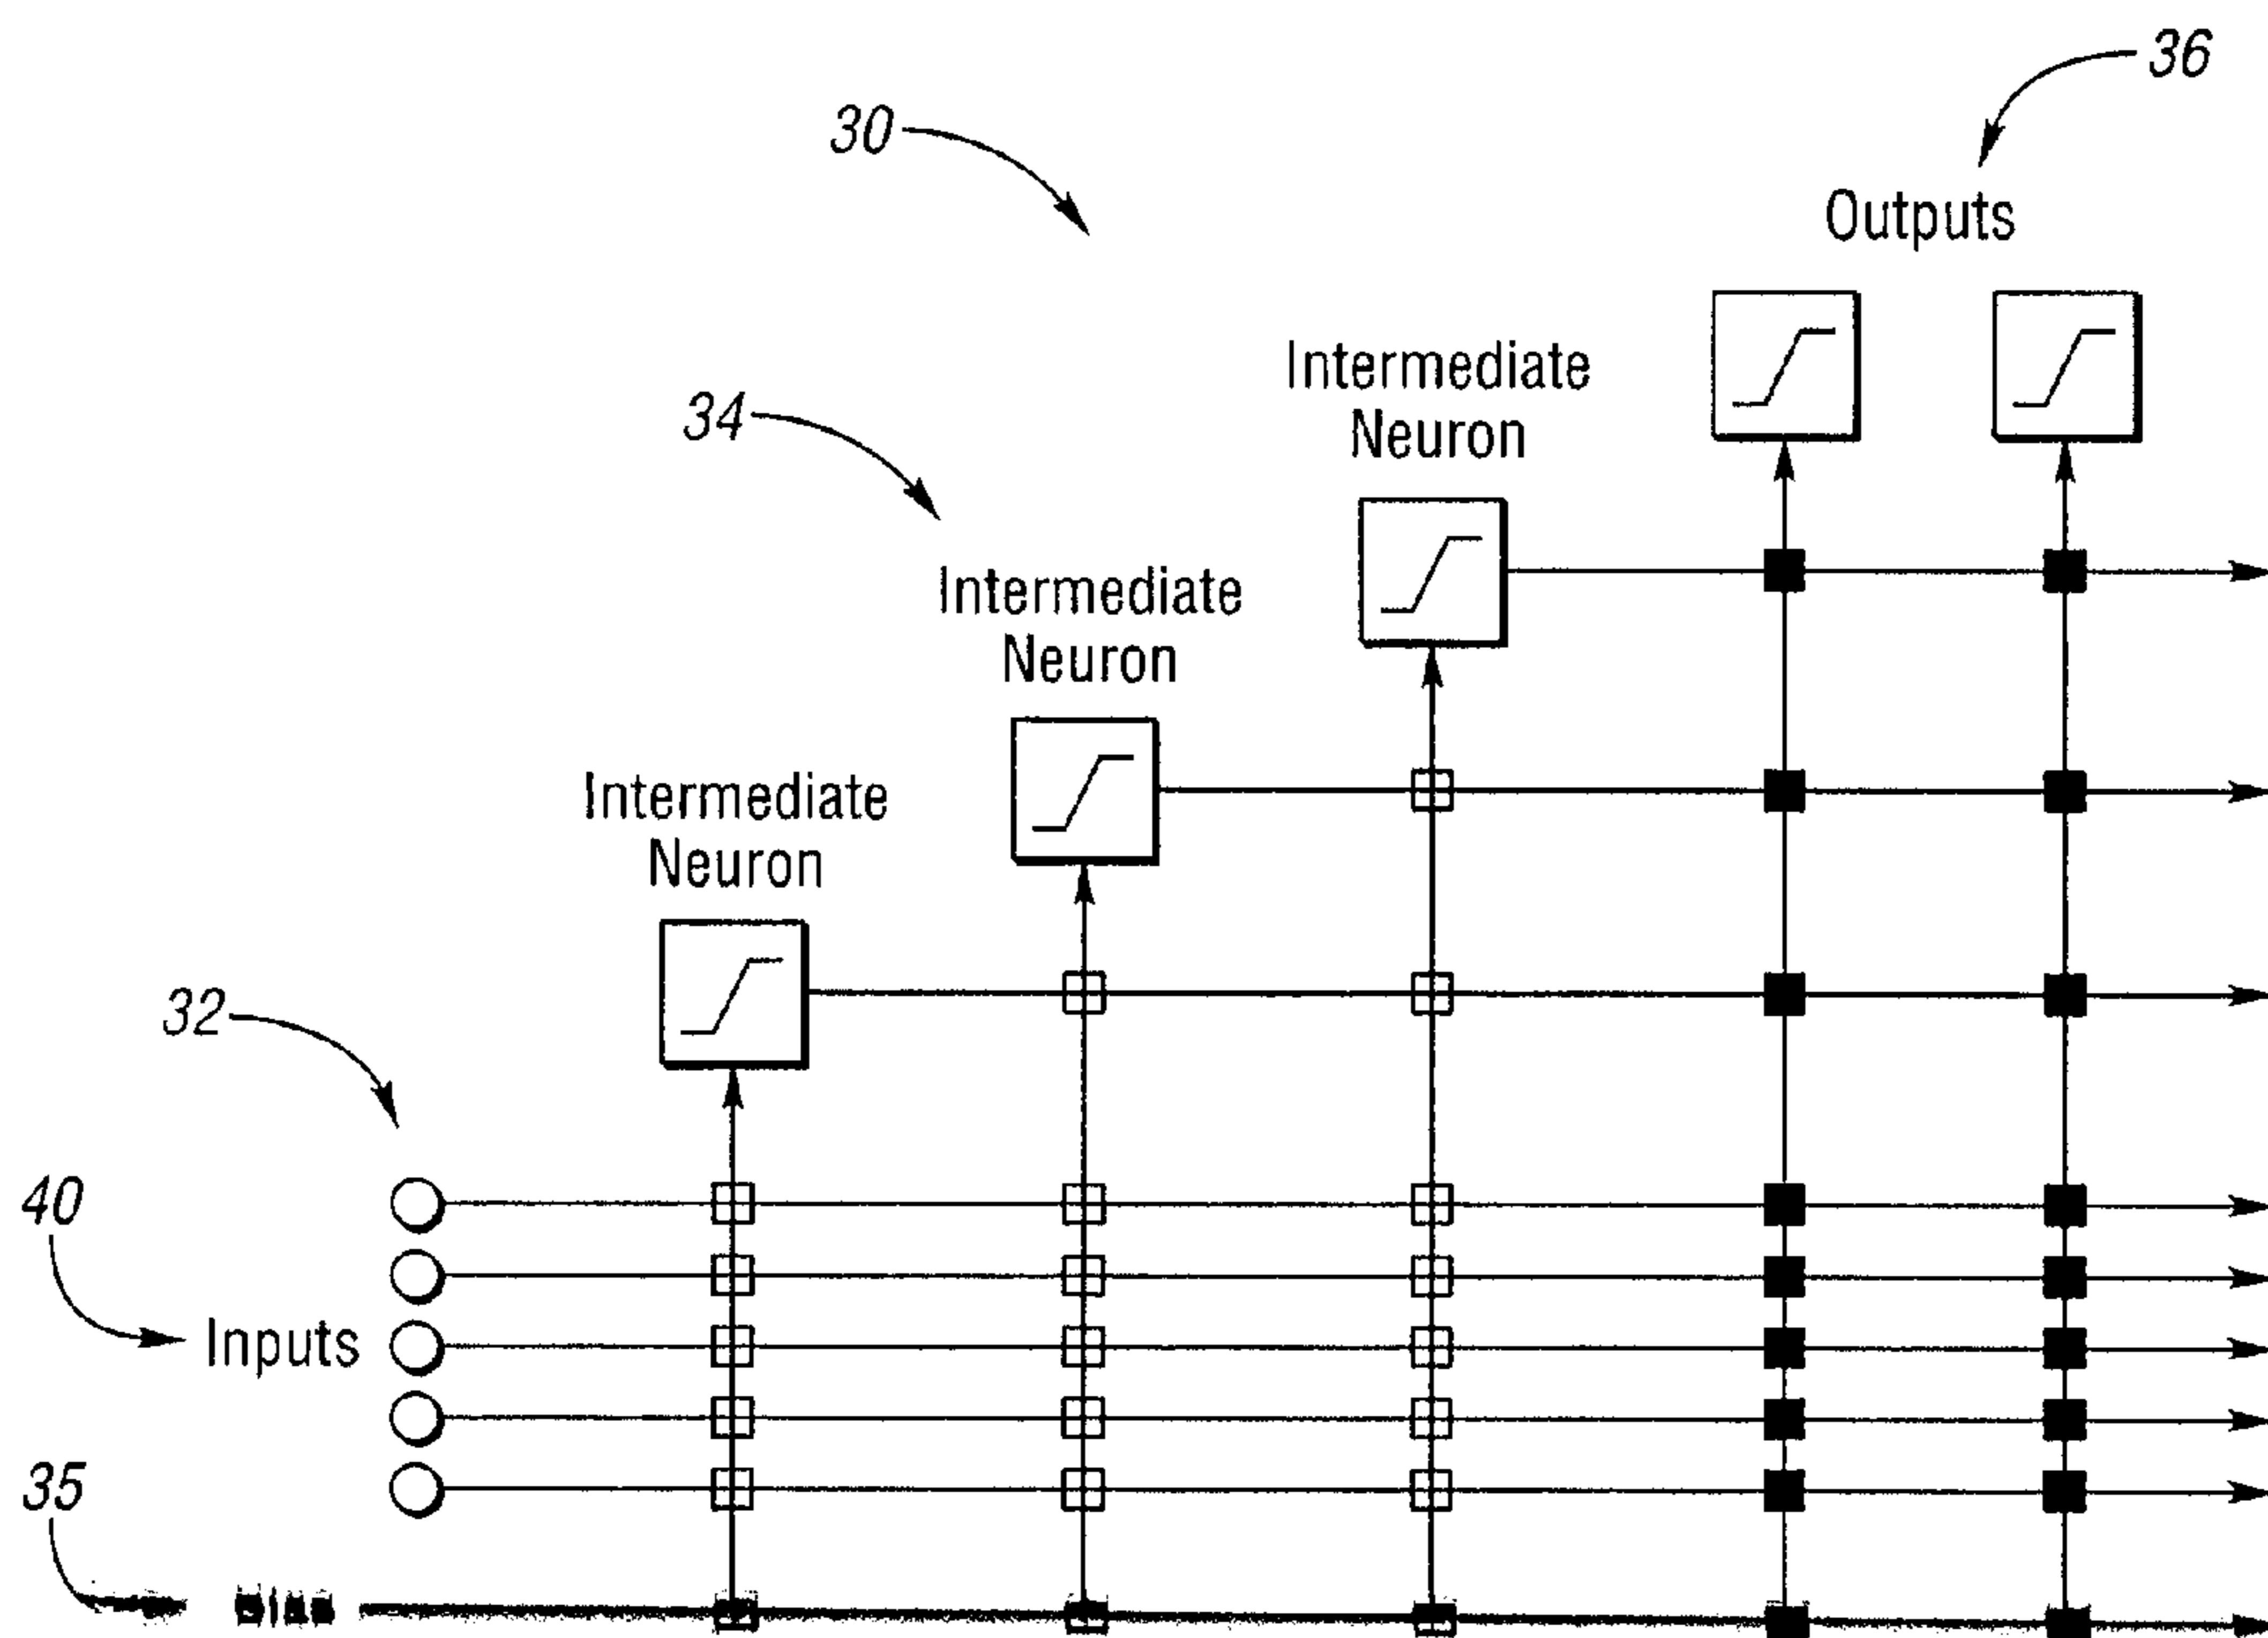 36
30
Outputs
Intermediate
Neuron
34
Intermediate
Neuron
Intermediate
Neuron
32
40
Inputs
35